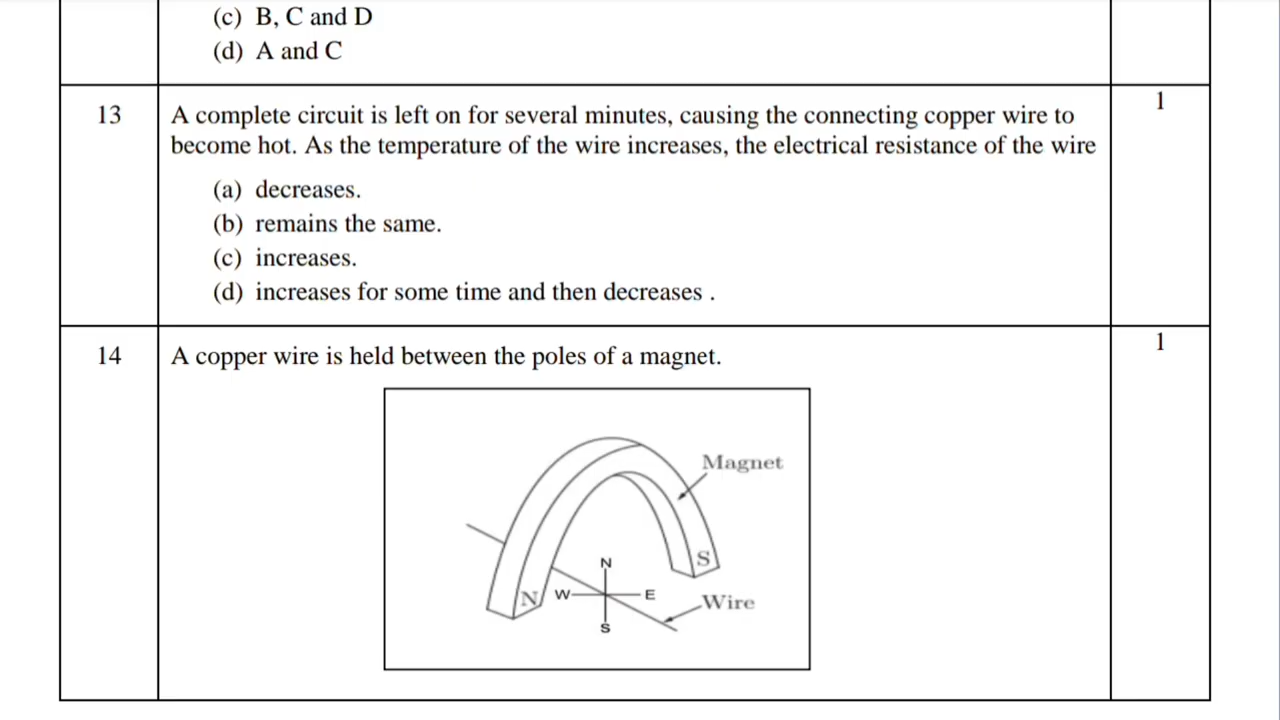 (c) B, C and D
(d) A and C
13
A complete circuit is left on for several minutes, causing the connecting copper wire to
1
become hot. As the temperature of the wire increases, the electrical resistance of the wire
(a) decreases.
(b) remains the same.
(c) increases.
(d) increases for some time and then decreases .
14
A copper wire is held between the poles of a magnet.
1
Magnet
S
N
N
W
E
S
Wire